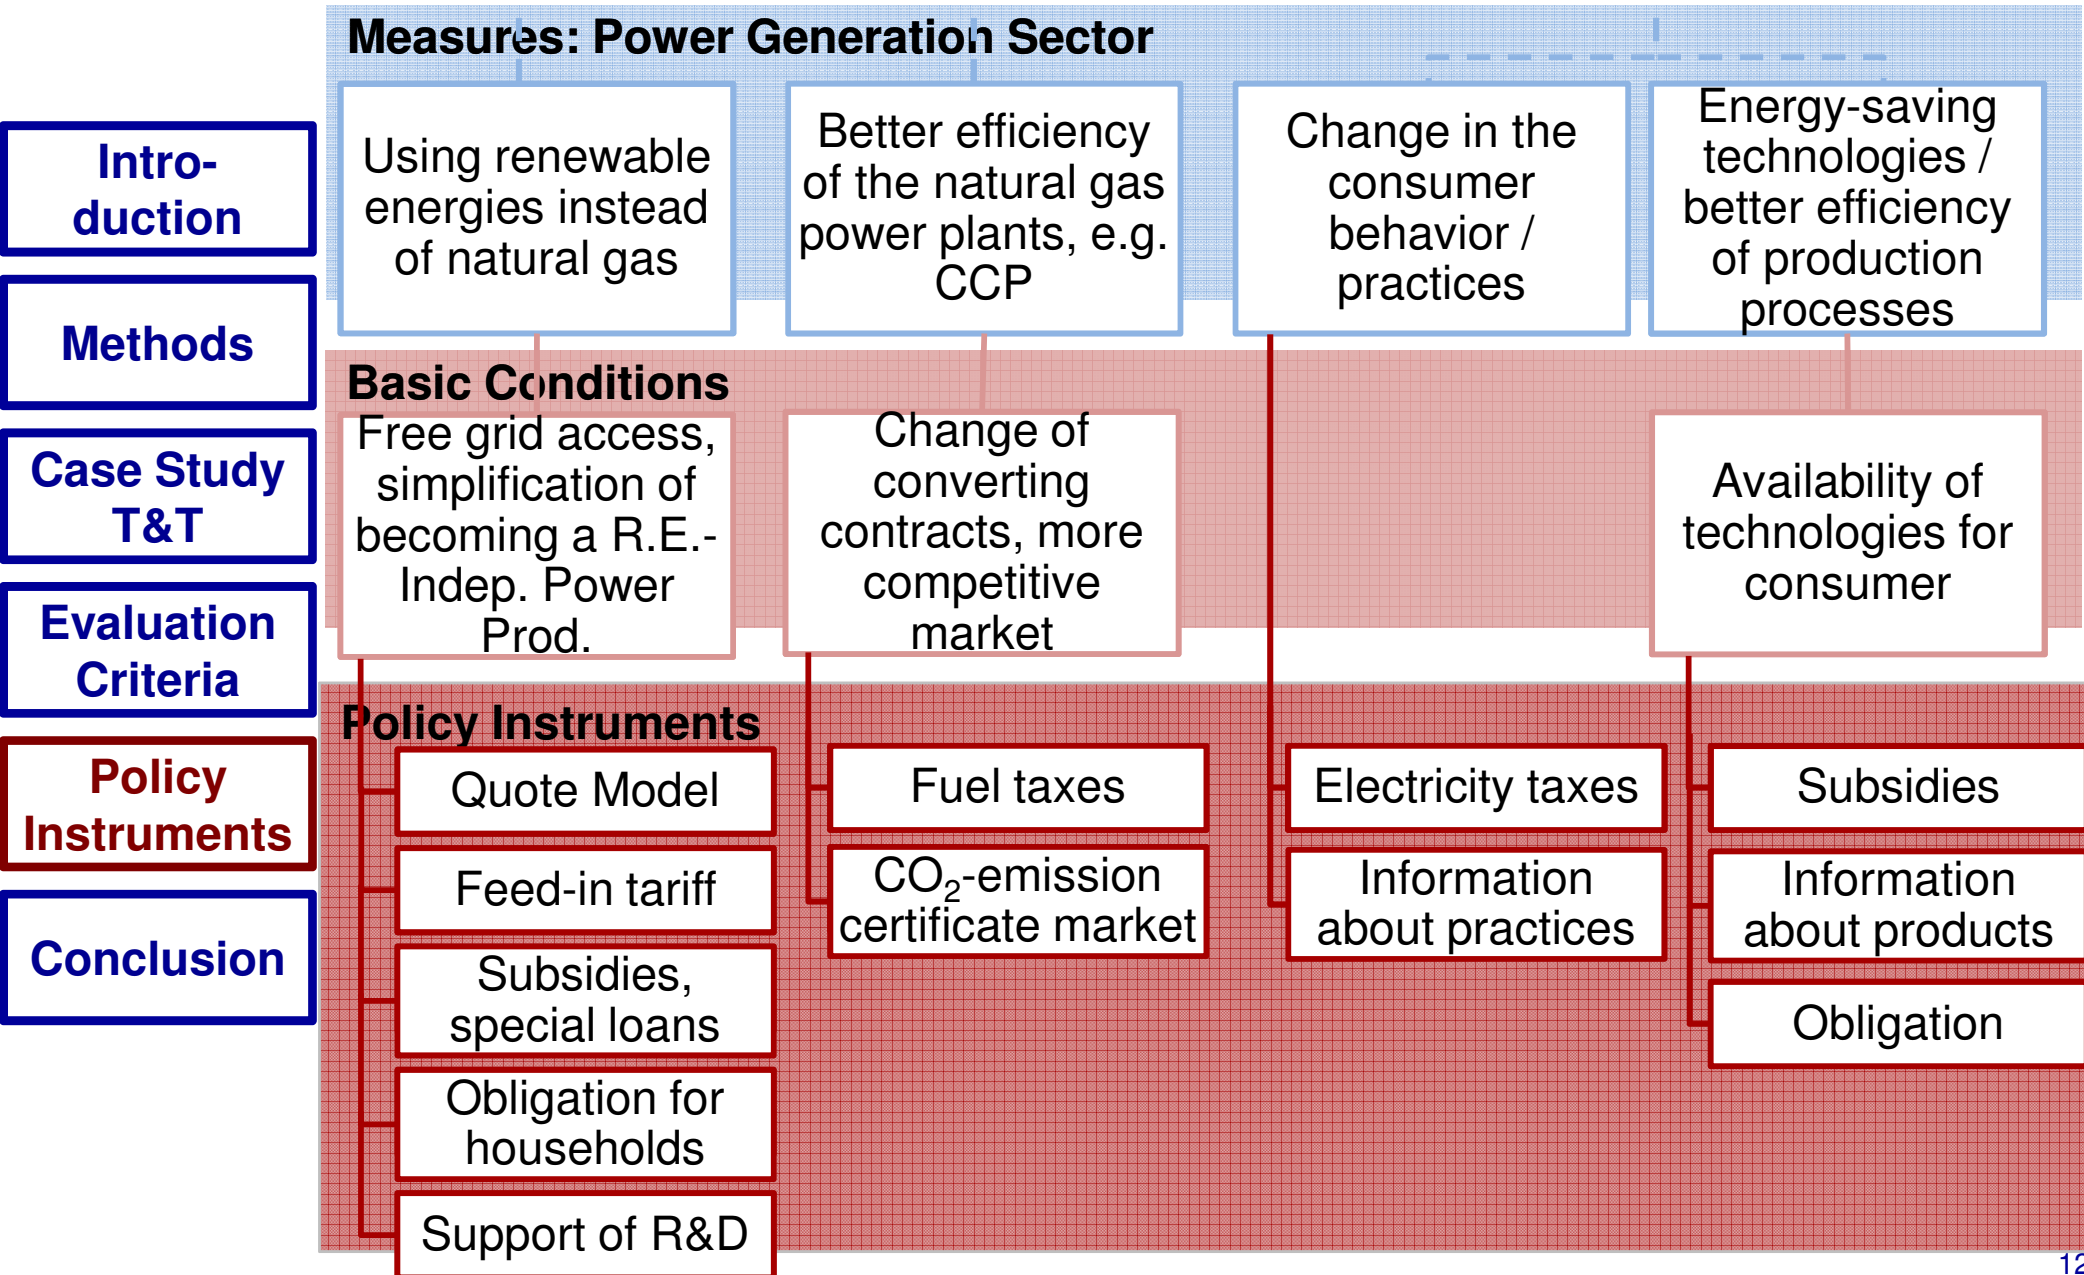 Intro-
duction
Methods
Case Study
T&T
Evaluation
Criteria
Policy
Instruments
Conclusion
Measures: Power Generation Sector
Using renewable
energies instead
of natural gas
Better efficiency
of the natural gas
power plants, e.g.
CCP
Change in the
consumer
behavior /
practices
Energy-saving
technologies /
better efficiency
of production
processes
Basic Conditions
Free grid access,
simplification of
becoming a R.E.-
Indep. Power
Prod.
Change of
converting
contracts, more
competitive
market
Availability of
technologies for
consumer
Policy Instruments
Quote Model
Feed-in tariff
Subsidies,
special loans
Obligation for
households
Support of R&D
Fuel taxes
CO₂-emission
certificate market
Electricity taxes
Information
about practices
Subsidies
Information
about products
Obligation
12